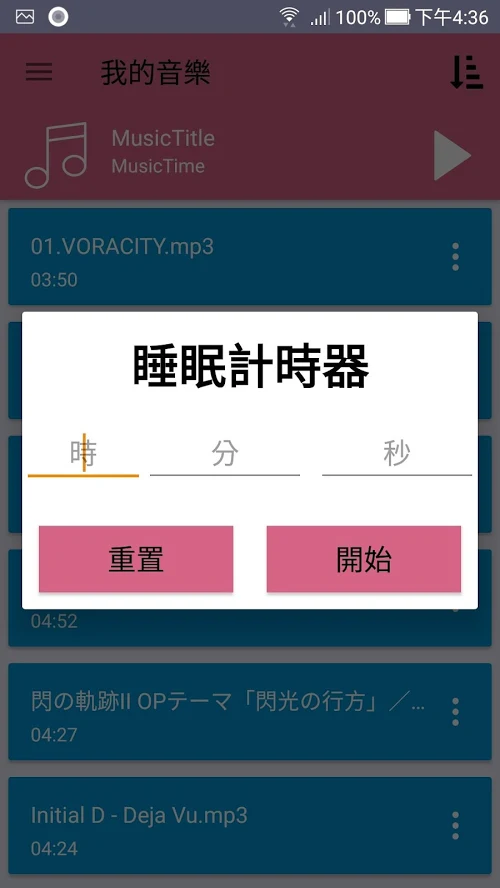 100% 下午4:36
我的音樂
MusicTitle
MusicTime
01.VORACITY.mp3
03:50
睡眠計時器
時 分 秒
重置 開始
04:52
閃の軌跡II OPテーマ「閃光の行方」／...
04:27
Initial D - Deja Vu.mp3
04:24